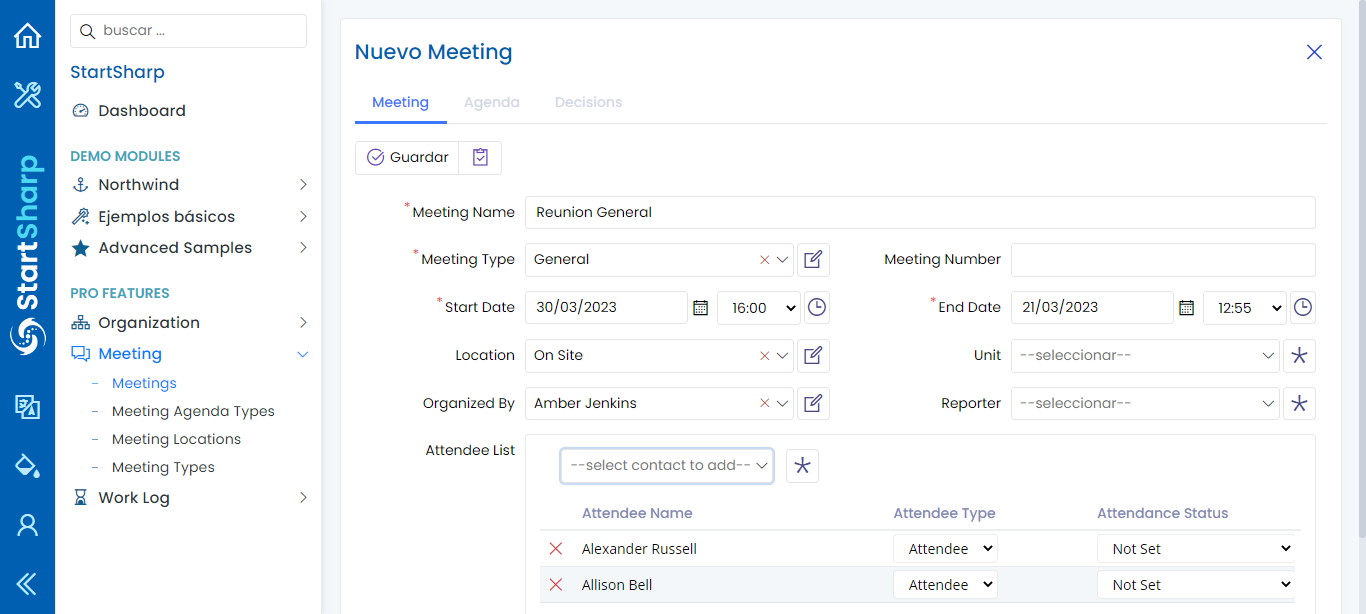 buscar ...
StartSharp
Dashboard
DEMO MODULES
Northwind
Ejemplos básicos
Advanced Samples
PRO FEATURES
Organization
Meeting
Meetings
Meeting Agenda Types
Meeting Locations
Meeting Types
Work Log
StartSharp
Nuevo Meeting
Meeting Agenda Decisions
Guardar
*Meeting Name Reunion General
*Meeting Type General Meeting Number
*Start Date 30/03/2023 16:00 *End Date 21/03/2023 12:55
Location On Site Unit --seleccionar--
Organized By Amber Jenkins Reporter --seleccionar--
Attendee List --select contact to add--
Attendee Name Attendee Type Attendance Status
Alexander Russell Attendee Not Set
Allison Bell Attendee Not Set